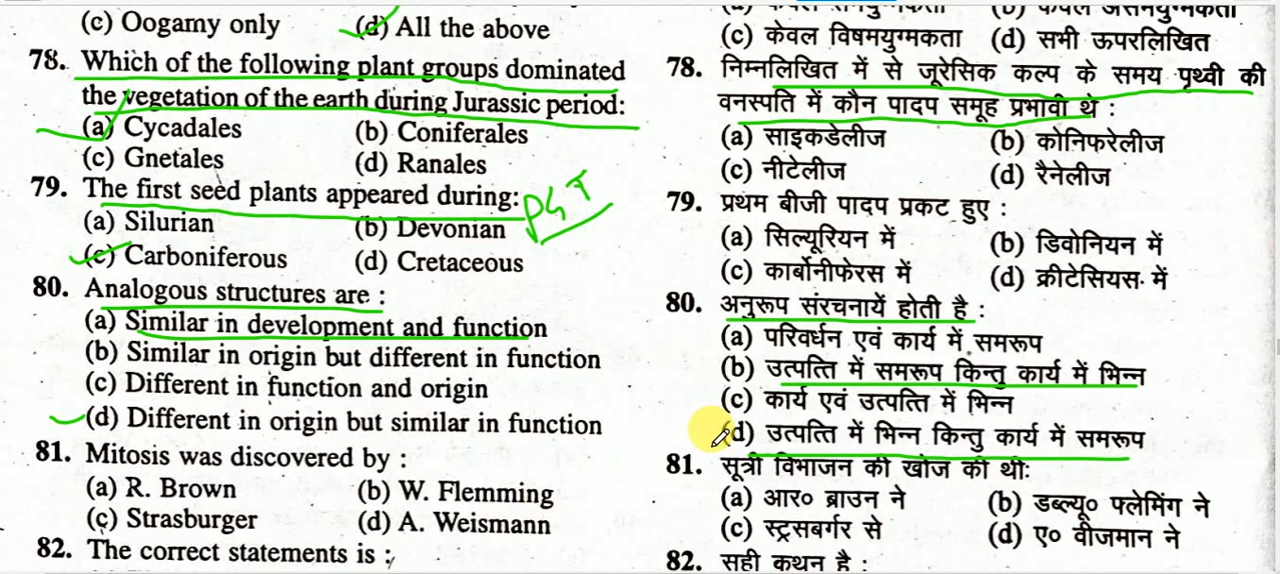 (c) Oogamy only (d) All the above
78. Which of the following plant groups dominated
the vegetation of the earth during Jurassic period:
(a) Cycadales (b) Coniferales
(c) Gnetales (d) Ranales
79. The first seed plants appeared during:
PGT
(a) Silurian (b) Devonian
(c) Carboniferous (d) Cretaceous
80. Analogous structures are :
(a) Similar in development and function
(b) Similar in origin but different in function
(c) Different in function and origin
(d) Different in origin but similar in function
81. Mitosis was discovered by :
(a) R. Brown (b) W. Flemming
(c) Strasburger (d) A. Weismann
82. The correct statements is :
(c) केवल विषमयुग्मकता (d) सभी ऊपरलिखित
78. निम्नलिखित में से जूरेसिक कल्प के समय पृथ्वी की
वनस्पति में कौन पादप समूह प्रभावी थे :
(a) साइकडेलीज (b) कोनिफरेलीज
(c) नीटेलीज (d) रैनेलीज
79. प्रथम बीजी पादप प्रकट हुए :
(a) सिल्यूरियन में (b) डिवोनियन में
(c) कार्बोनीफेरस में (d) क्रीटेसियस में
80. अनुरूप संरचनायें होती है :
(a) परिवर्धन एवं कार्य में समरूप
(b) उत्पत्ति में समरूप किन्तु कार्य में भिन्न
(c) कार्य एवं उत्पत्ति में भिन्न
(d) उत्पत्ति में भिन्न किन्तु कार्य में समरूप
81. सूत्री विभाजन की खोज की थीः
(a) आर० ब्राउन ने (b) डब्ल्यू० फ्लेमिंग ने
(c) स्ट्रसबर्गर से (d) ए० वीजमान ने
82. सही कथन है :